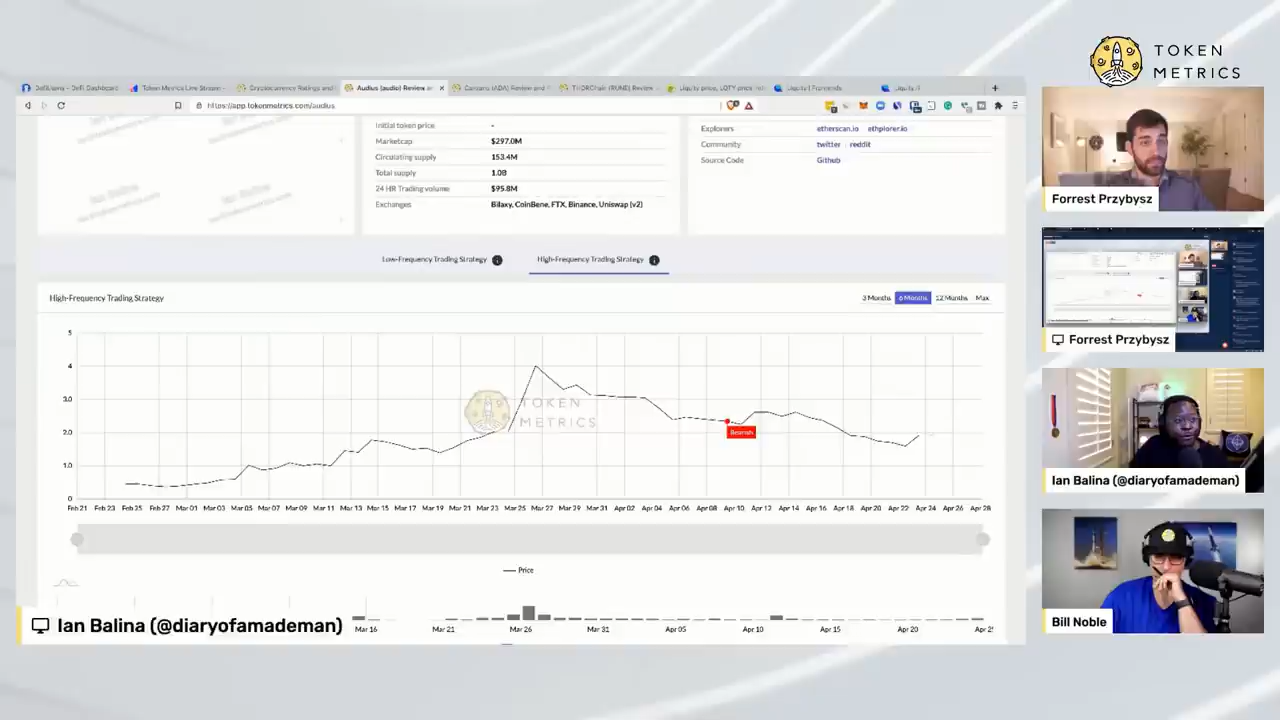 TOKEN
METRICS
DefiLlama - DeFi Dashboard
Token Metrics Live Stream -
Cryptocurrency Ratings and
Audius (audio) Review an
Cardano (ADA) Review and
THORChain (RUNE) Review
Liquity price, LQTY price
Liquity | Frontends
Liquity
https://app.tokenmetrics.com/audius
Initial token price -
Marketcap $297.0M
Circulating supply 153.4M
Total supply 1.0B
24 HR Trading volume $95.8M
Exchanges Bilaxy, CoinBene, FTX, Binance, Uniswap (v2)
Explorers etherscan.io ethplorer.io
Community twitter reddit
Source Code Github
Low-Frequency Trading Strategy
High-Frequency Trading Strategy
High-Frequency Trading Strategy
3 Months 6 Months 12 Months Max
5
4
3.0
2.0
1.0
0
TOKEN
METRICS
Bearish
Feb 21 Feb 23 Feb 25 Feb 27 Mar 01 Mar 03 Mar 05 Mar 07 Mar 09 Mar 11 Mar 13 Mar 15 Mar 17 Mar 19 Mar 21 Mar 23 Mar 25 Mar 27 Mar 29 Mar 31 Apr 02 Apr 04 Apr 06 Apr 08 Apr 10 Apr 12 Apr 14 Apr 16 Apr 18 Apr 20 Apr 22 Apr 24 Apr 26 Apr 28
Price
Mar 16 Mar 21 Mar 26 Mar 31 Apr 05 Apr 10 Apr 15 Apr 20 Apr 25
Ian Balina (@diaryofamademan)
Forrest Przybysz
Forrest Przybysz
Ian Balina (@diaryofamademan)
Bill Noble